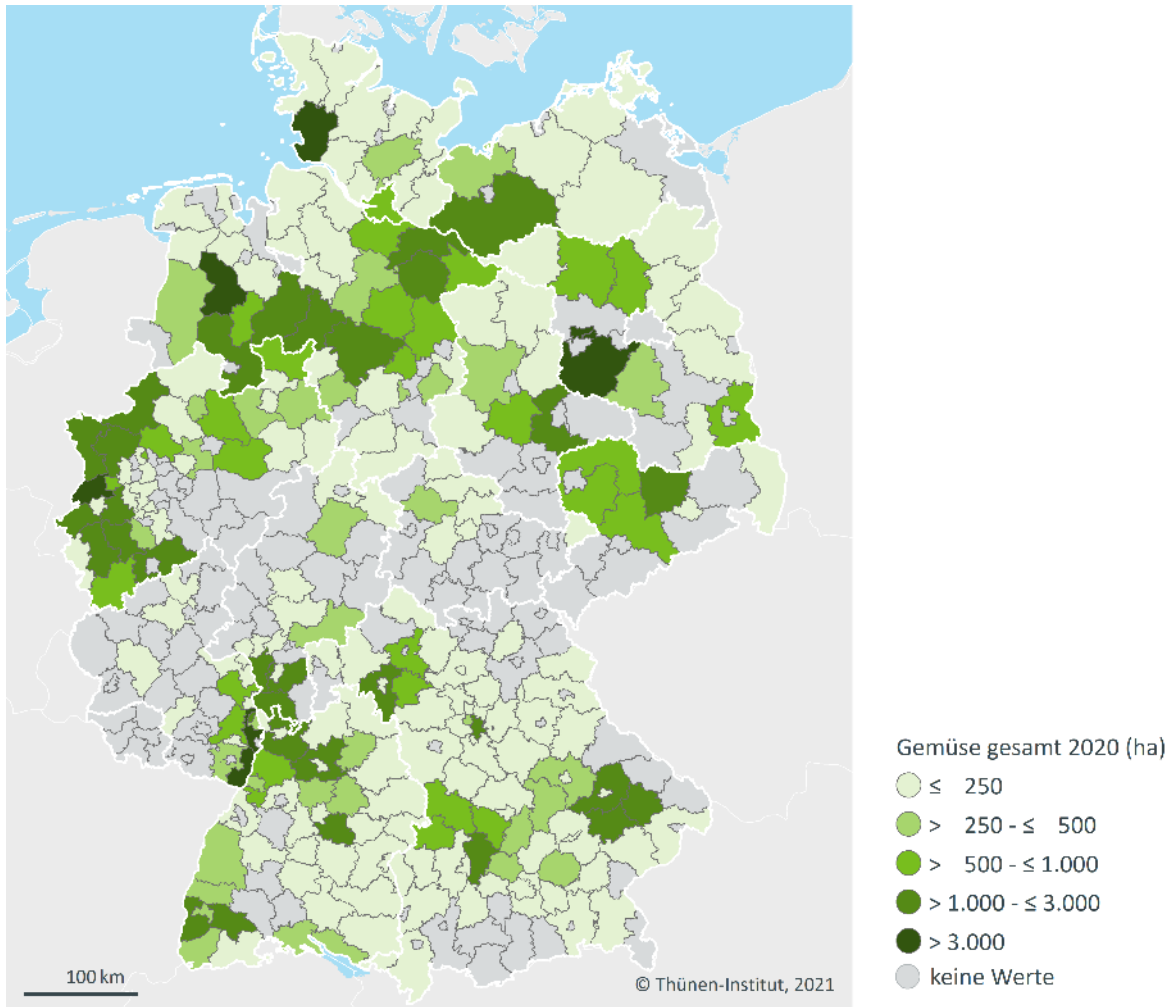 Gemüse gesamt 2020 (ha)
≤ 250
> 250 - ≤ 500
> 500 - ≤ 1.000
> 1.000 - ≤ 3.000
> 3.000
keine Werte
100 km
© Thünen-Institut, 2021